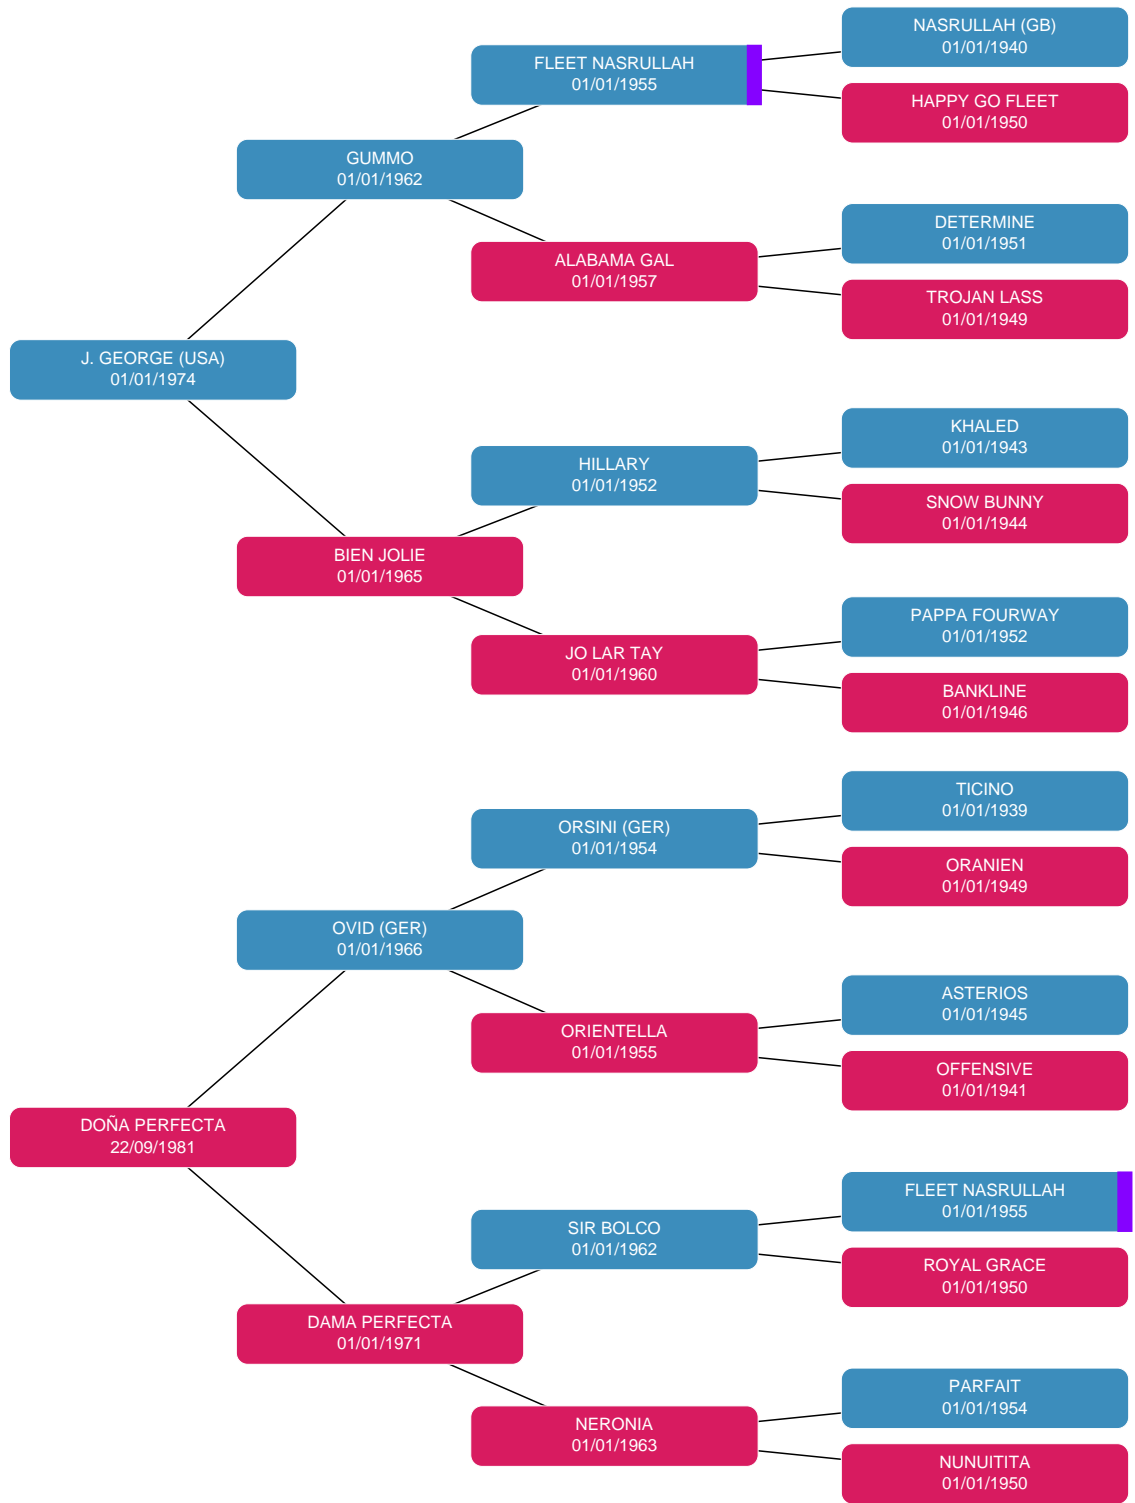 NASRULLAH (GB)
01/01/1940
FLEET NASRULLAH
01/01/1955
HAPPY GO FLEET
01/01/1950
GUMMO
01/01/1962
DETERMINE
01/01/1951
ALABAMA GAL
01/01/1957
TROJAN LASS
01/01/1949
J. GEORGE (USA)
01/01/1974
KHALED
01/01/1943
HILLARY
01/01/1952
SNOW BUNNY
01/01/1944
BIEN JOLIE
01/01/1965
PAPPA FOURWAY
01/01/1952
JO LAR TAY
01/01/1960
BANKLINE
01/01/1946
TICINO
01/01/1939
ORSINI (GER)
01/01/1954
ORANIEN
01/01/1949
OVID (GER)
01/01/1966
ASTERIOS
01/01/1945
ORIENTELLA
01/01/1955
OFFENSIVE
01/01/1941
DOÑA PERFECTA
22/09/1981
FLEET NASRULLAH
01/01/1955
SIR BOLCO
01/01/1962
ROYAL GRACE
01/01/1950
DAMA PERFECTA
01/01/1971
PARFAIT
01/01/1954
NERONIA
01/01/1963
NUNUITITA
01/01/1950